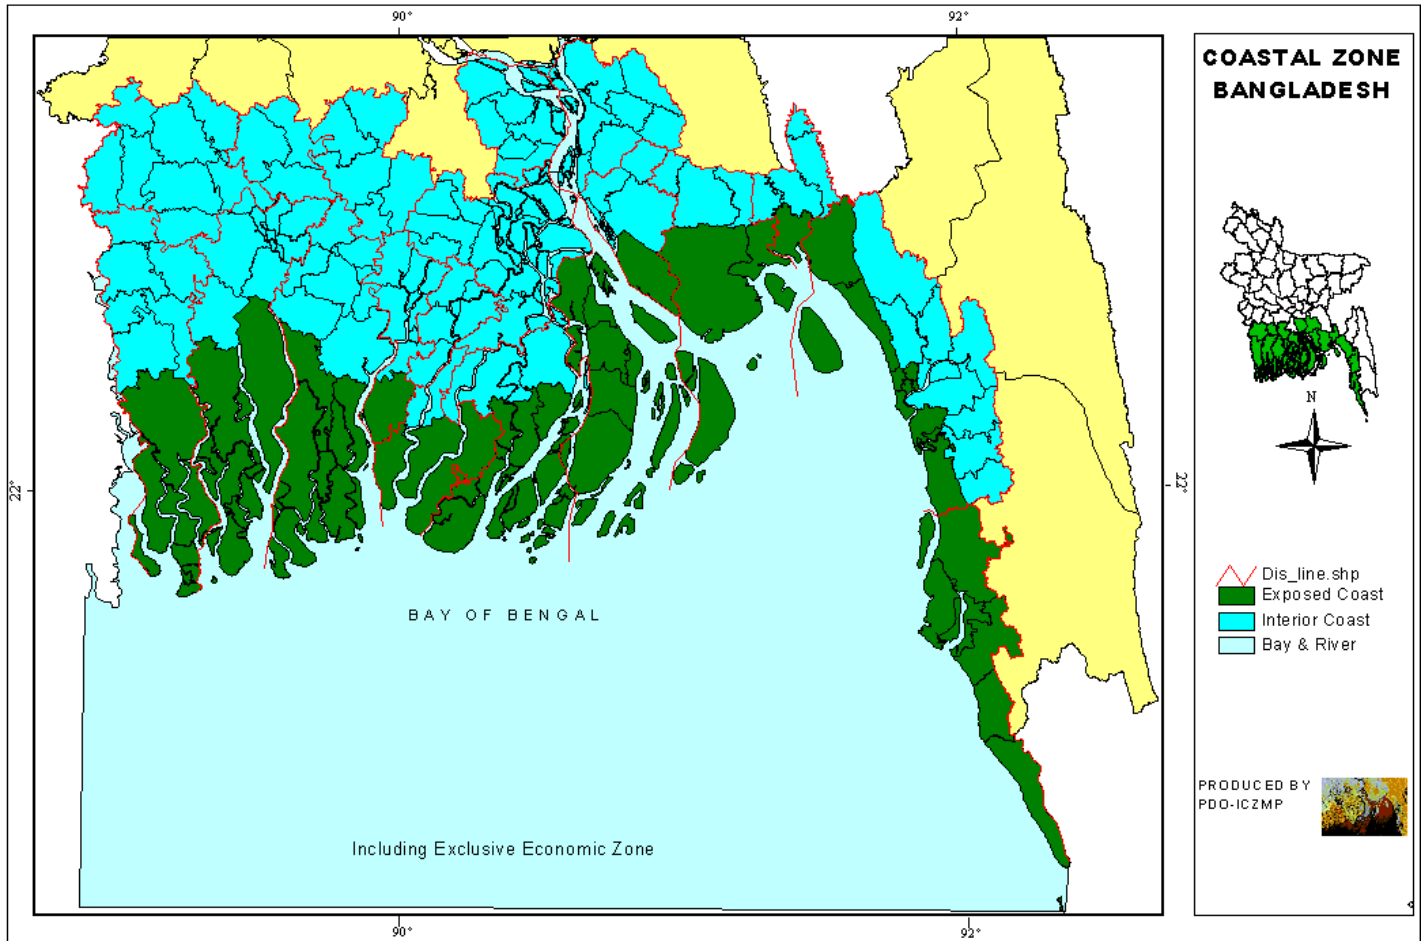 90°
92°
COASTAL ZONE
BANGLADESH
N
22°
22°
Dis_line.shp
Exposed Coast
Interior Coast
Bay & River
BAY OF BENGAL
PRODUCED BY
PDO-ICZMP
Including Exclusive Economic Zone
90°
92°